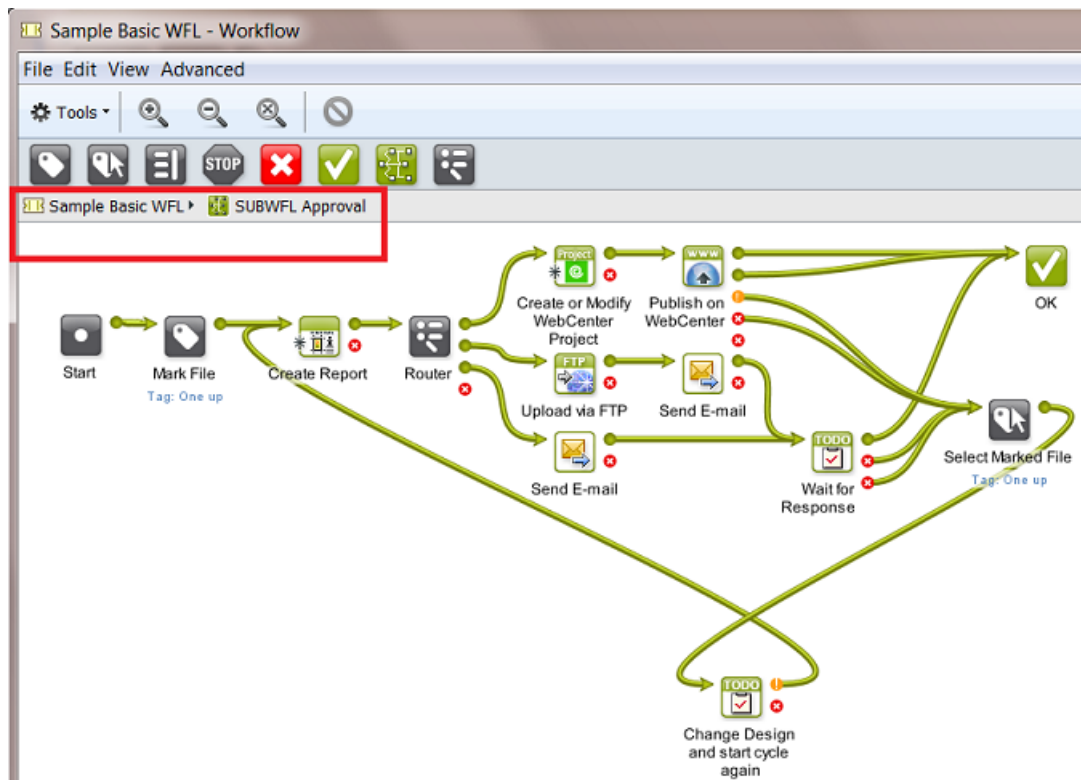 Sample Basic WFL - Workflow
File Edit View Advanced
Tools
STOP
Sample Basic WFL SUBWFL Approval
Project
www
Create or Modify
WebCenter
Project
Publish on
WebCenter
OK
Start
Mark File
Tag: One up
Create Report
Router
FTP
Upload via FTP
Send E-mail
Send E-mail
TODO
Wait for
Response
Select Marked File
Tag: One up
TODO
Change Design
and start cycle
again